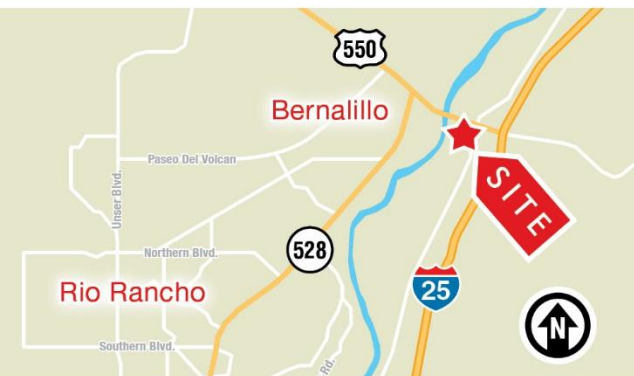 550
Bernalillo
Paseo Del Volcan
Unser Blvd.
SITE
Northern Blvd.
528
Rio Rancho
25
N
Southern Blvd.
Rd.